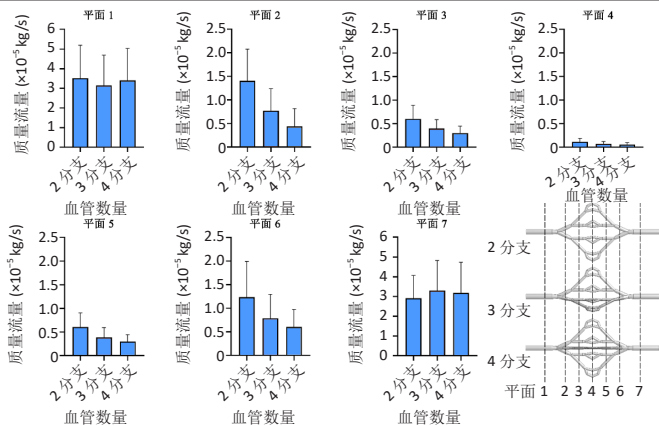 平面 1
质量流量 (×10⁻⁵ kg/s)
6
5
4
3
2
1
0
2 分支
3 分支
4 分支
血管数量
平面 2
质量流量 (×10⁻⁵ kg/s)
2.5
2.0
1.5
1.0
0.5
0
2 分支
3 分支
4 分支
血管数量
平面 3
质量流量 (×10⁻⁵ kg/s)
2.5
2.0
1.5
1.0
0.5
0
2 分支
3 分支
4 分支
血管数量
平面 4
质量流量 (×10⁻⁵ kg/s)
2.5
2.0
1.5
1.0
0.5
0
2 分支
3 分支
4 分支
血管数量
平面 5
质量流量 (×10⁻⁵ kg/s)
2.5
2.0
1.5
1.0
0.5
0
2 分支
3 分支
4 分支
血管数量
平面 6
质量流量 (×10⁻⁵ kg/s)
2.5
2.0
1.5
1.0
0.5
0
2 分支
3 分支
4 分支
血管数量
平面 7
质量流量 (×10⁻⁵ kg/s)
6
5
4
3
2
1
0
2 分支
3 分支
4 分支
血管数量
2 分支
3 分支
4 分支
平面 1 2 3 4 5 6 7